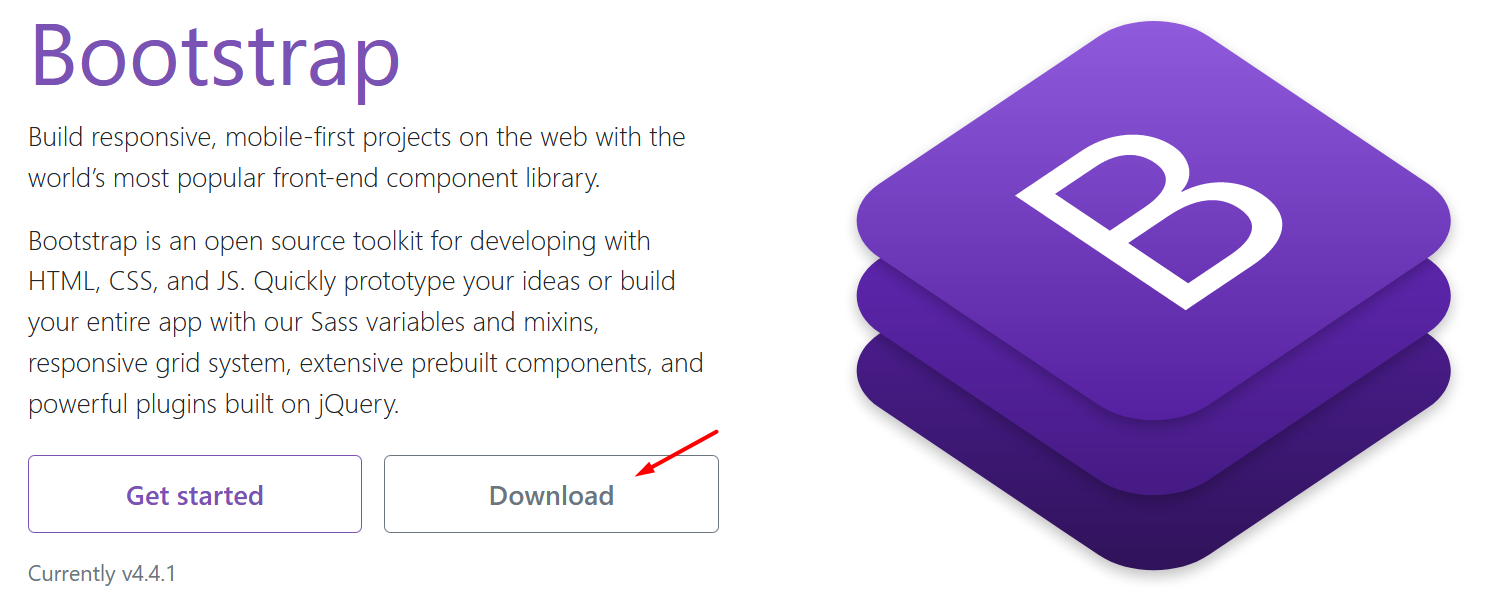 Bootstrap
Build responsive, mobile-first projects on the web with the
world’s most popular front-end component library.
Bootstrap is an open source toolkit for developing with
HTML, CSS, and JS. Quickly prototype your ideas or build
your entire app with our Sass variables and mixins,
responsive grid system, extensive prebuilt components, and
powerful plugins built on jQuery.
Get started
Download
Currently v4.4.1
B